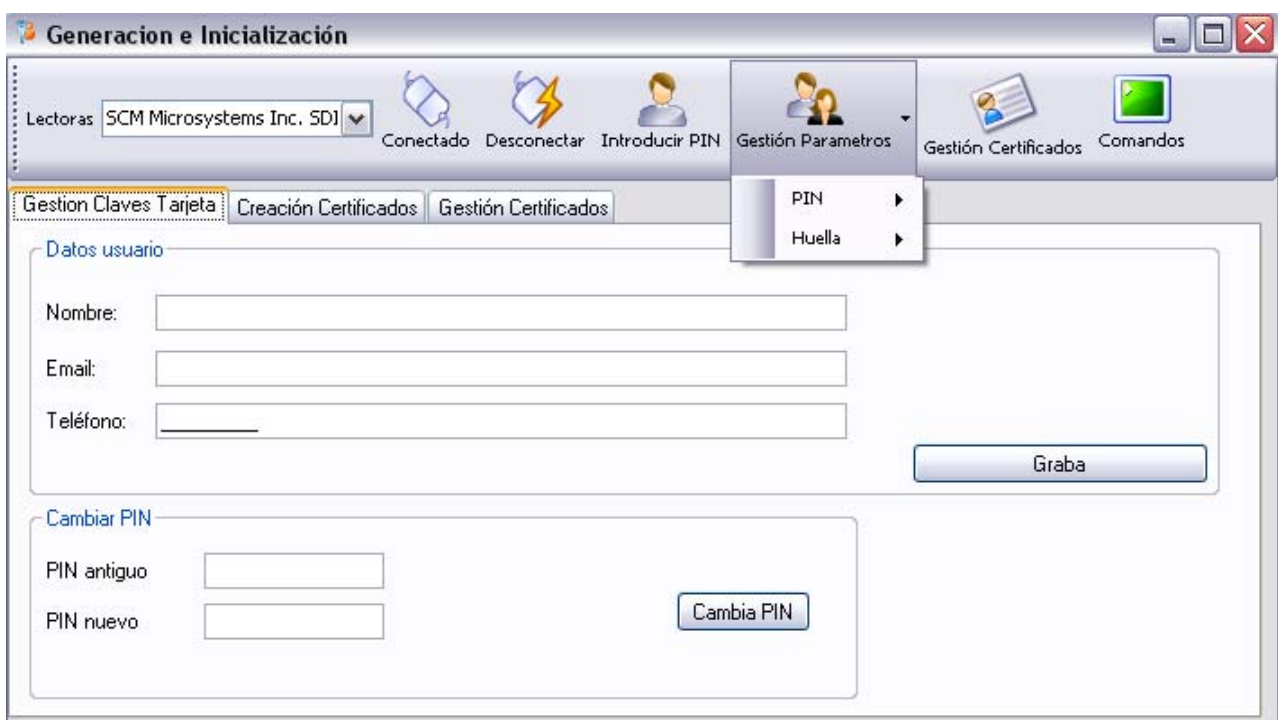 Generacion e Inicialización
Lectoras SCM Microsystems Inc. SDI Conectado Desconectar Introducir PIN Gestión Parametros Gestión Certificados Comandos
PIN
Huella
Gestion Claves Tarjeta Creación Certificados Gestión Certificados
Datos usuario
Nombre:
Email:
Teléfono: _________
Graba
Cambiar PIN
PIN antiguo
PIN nuevo
Cambia PIN